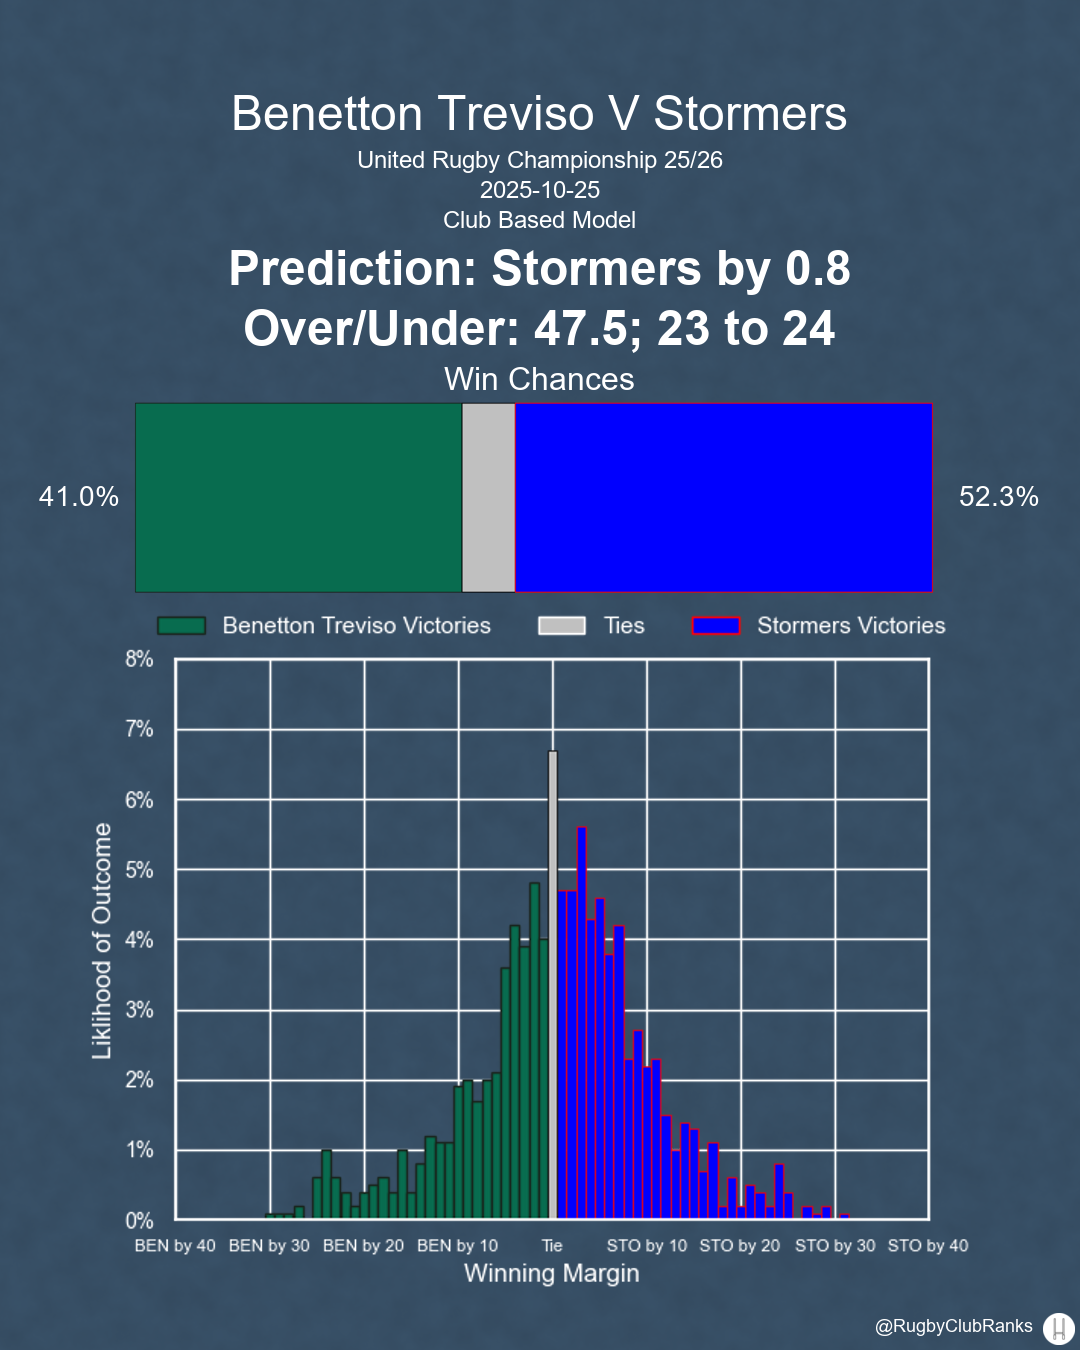 Benetton Treviso V Stormers
United Rugby Championship 25/26
2025-10-25
Club Based Model
Prediction: Stormers by 0.8
Over/Under: 47.5; 23 to 24
Win Chances
41.0%
52.3%
Benetton Treviso Victories Ties Stormers Victories
8%
7%
6%
5%
4%
3%
2%
1%
0%
Liklihood of Outcome
BEN by 40 BEN by 30 BEN by 20 BEN by 10 Tie STO by 10 STO by 20 STO by 30 STO by 40
Winning Margin
@RugbyClubRanks